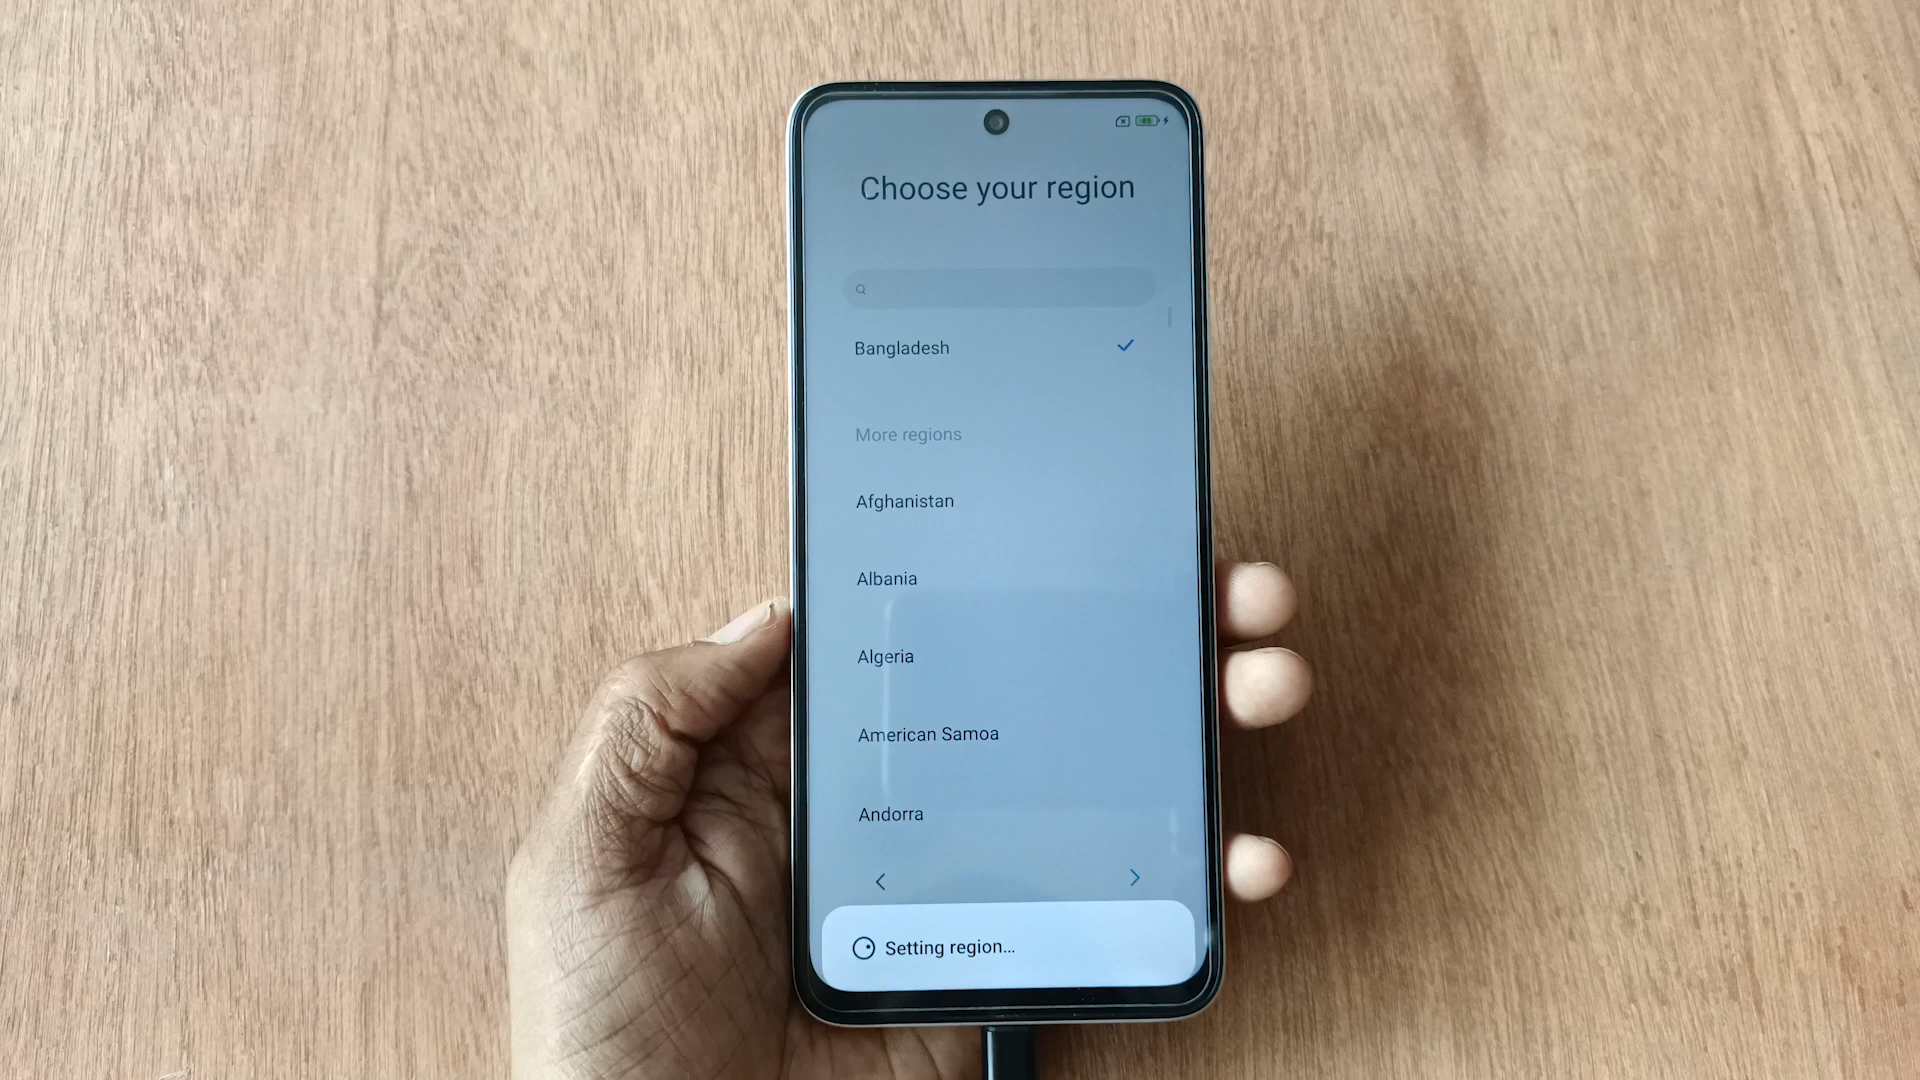 Choose your region
Bangladesh
More regions
Afghanistan
Albania
Algeria
American Samoa
Andorra
Setting region...